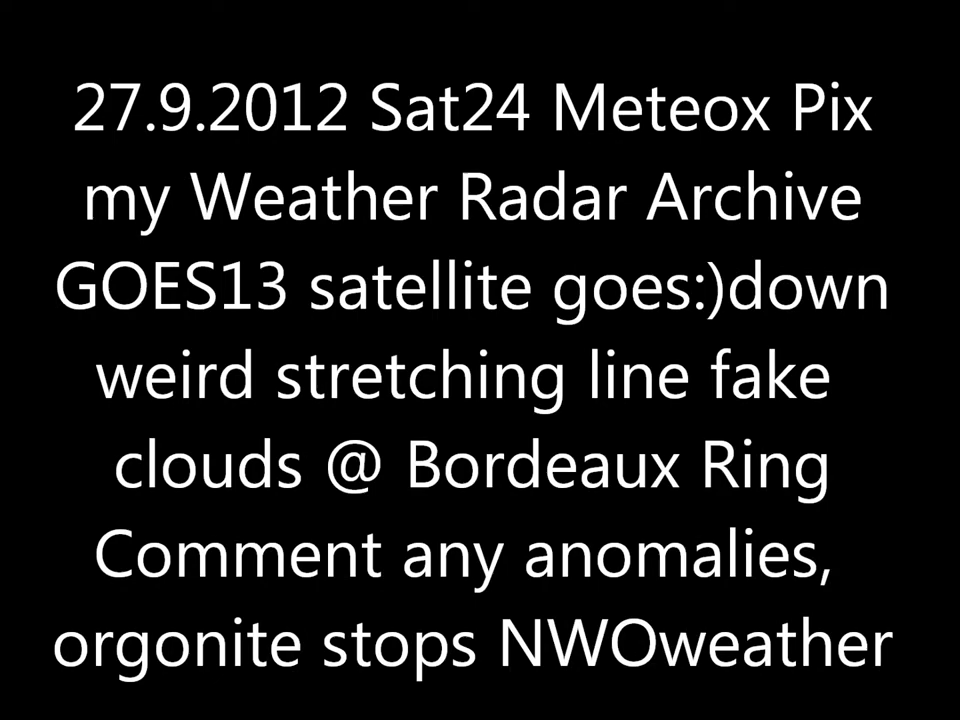 27.9.2012 Sat24 Meteox Pix
my Weather Radar Archive
GOES13 satellite goes:)down
weird stretching line fake
clouds @ Bordeaux Ring
Comment any anomalies,
orgonite stops NWOweather